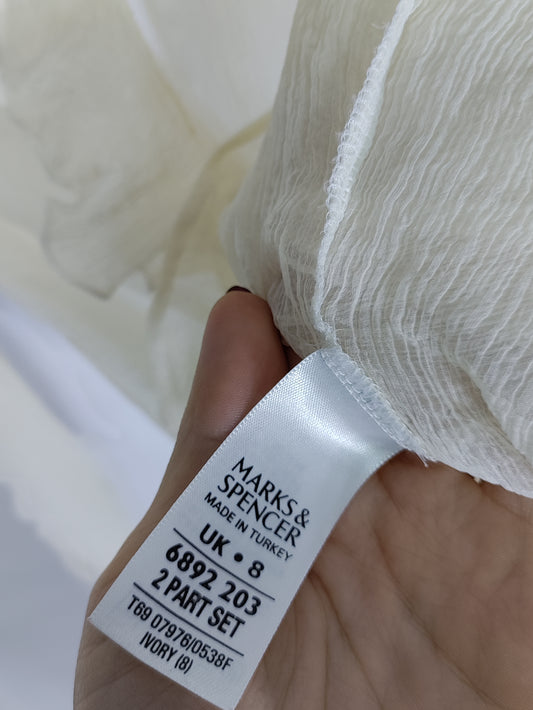 MARKS &
SPENCER
MADE IN TURKEY
UK • 8
6892 203
2 PART SET
T69 07976/0538F
IVORY (8)